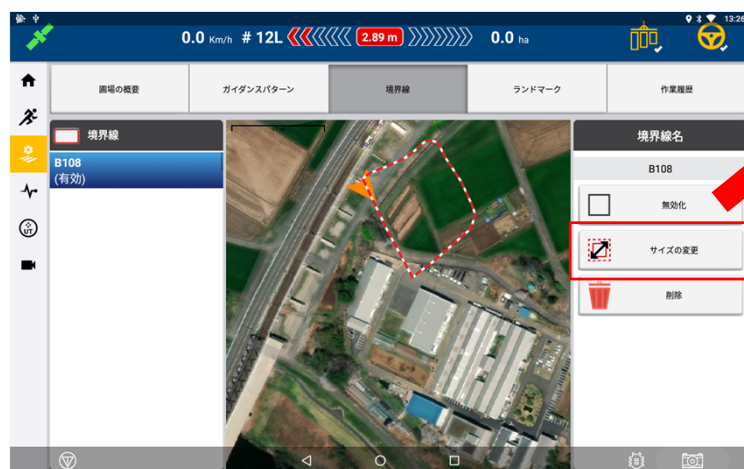 13:26
0.0 Km/h # 12L 2.89 m 0.0 ha
圃場の概要
ガイダンスパターン
境界線
ランドマーク
作業履歴
境界線
B108
(有効)
境界線名
B108
無効化
サイズの変更
削除
UT